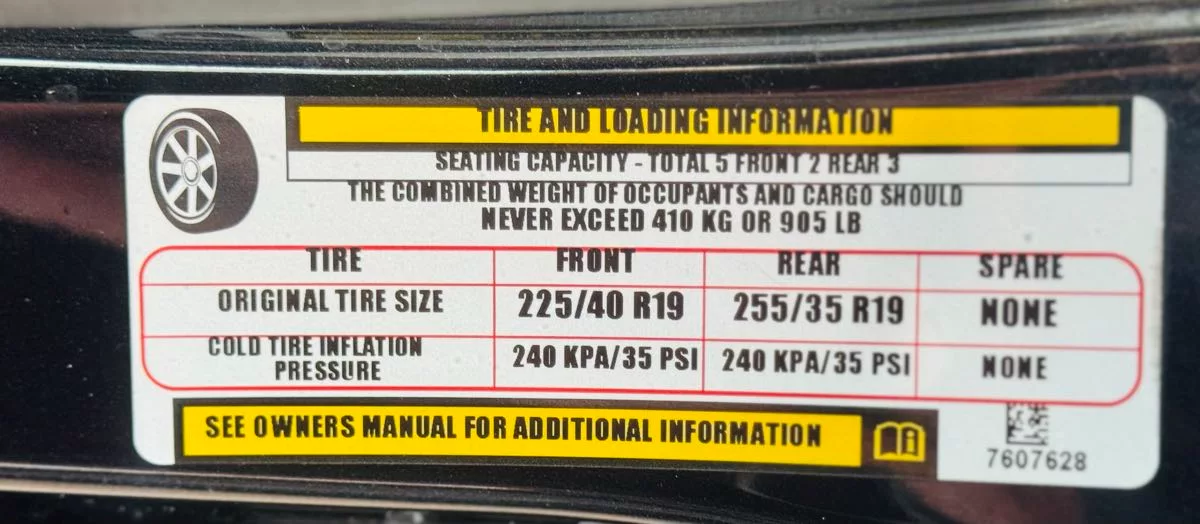 TIRE AND LOADING INFORMATION
SEATING CAPACITY - TOTAL 5 FRONT 2 REAR 3
THE COMBINED WEIGHT OF OCCUPANTS AND CARGO SHOULD
NEVER EXCEED 410 KG OR 905 LB
TIRE FRONT REAR SPARE
ORIGINAL TIRE SIZE 225/40 R19 255/35 R19 NONE
COLD TIRE INFLATION
PRESSURE 240 KPA/35 PSI 240 KPA/35 PSI NONE
SEE OWNERS MANUAL FOR ADDITIONAL INFORMATION
7607628